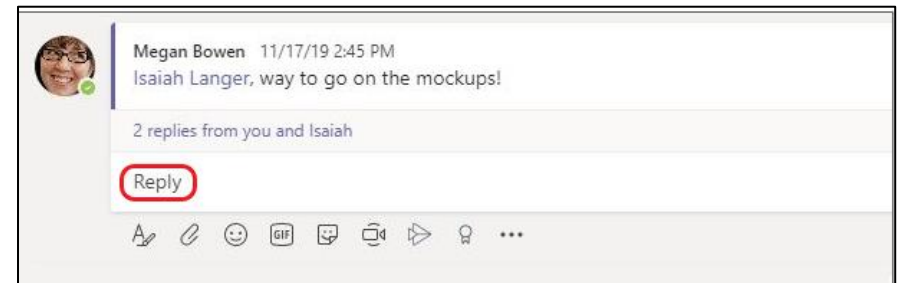 Megan Bowen 11/17/19 2:45 PM
Isaiah Langer, way to go on the mockups!
2 replies from you and Isaiah
Reply
GIF